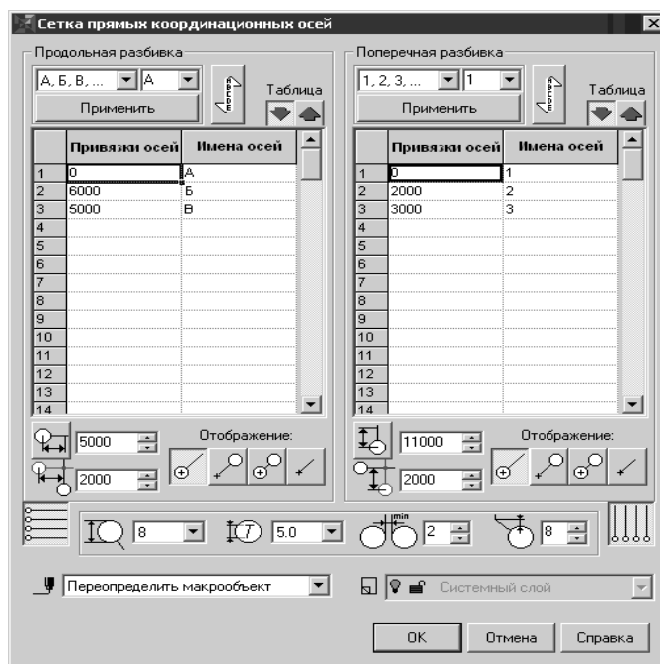 Сетка прямых координационных осей
Продольная разбивка
А, Б, В, ... А
Применить
A B C D E
Таблица
Привязки осей Имена осей
1 0 А
2 6000 Б
3 5000 В
4
5
6
7
8
9
10
11
12
13
14
5000
2000
Отображение:
Поперечная разбивка
1, 2, 3, ... 1
Применить
A B C D E
Таблица
Привязки осей Имена осей
1 0 1
2 2000 2
3 3000 3
4
5
6
7
8
9
10
11
12
13
14
11000
2000
Отображение:
8
7 5.0
min 2
8
Переопределить макрообъект
Системный слой
OK Отмена Справка